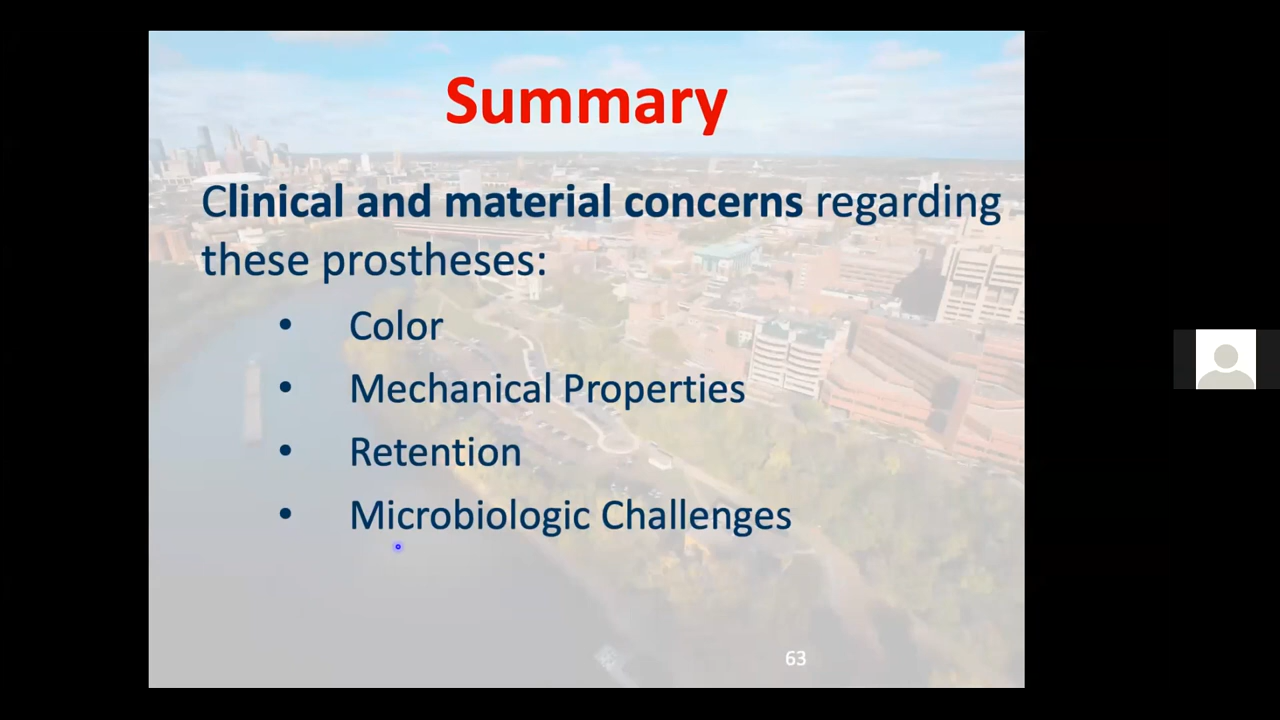 Summary
Clinical and material concerns regarding
these prostheses:
• Color
• Mechanical Properties
• Retention
• Microbiologic Challenges
63